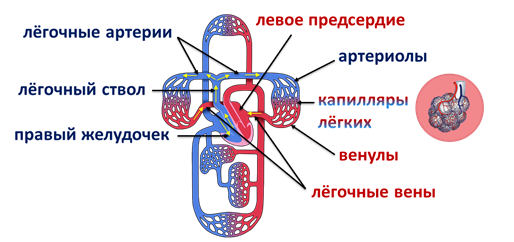 лёгочные артерии
левое предсердие
артериолы
лёгочный ствол
капилляры
лёгких
правый желудочек
венулы
лёгочные вены